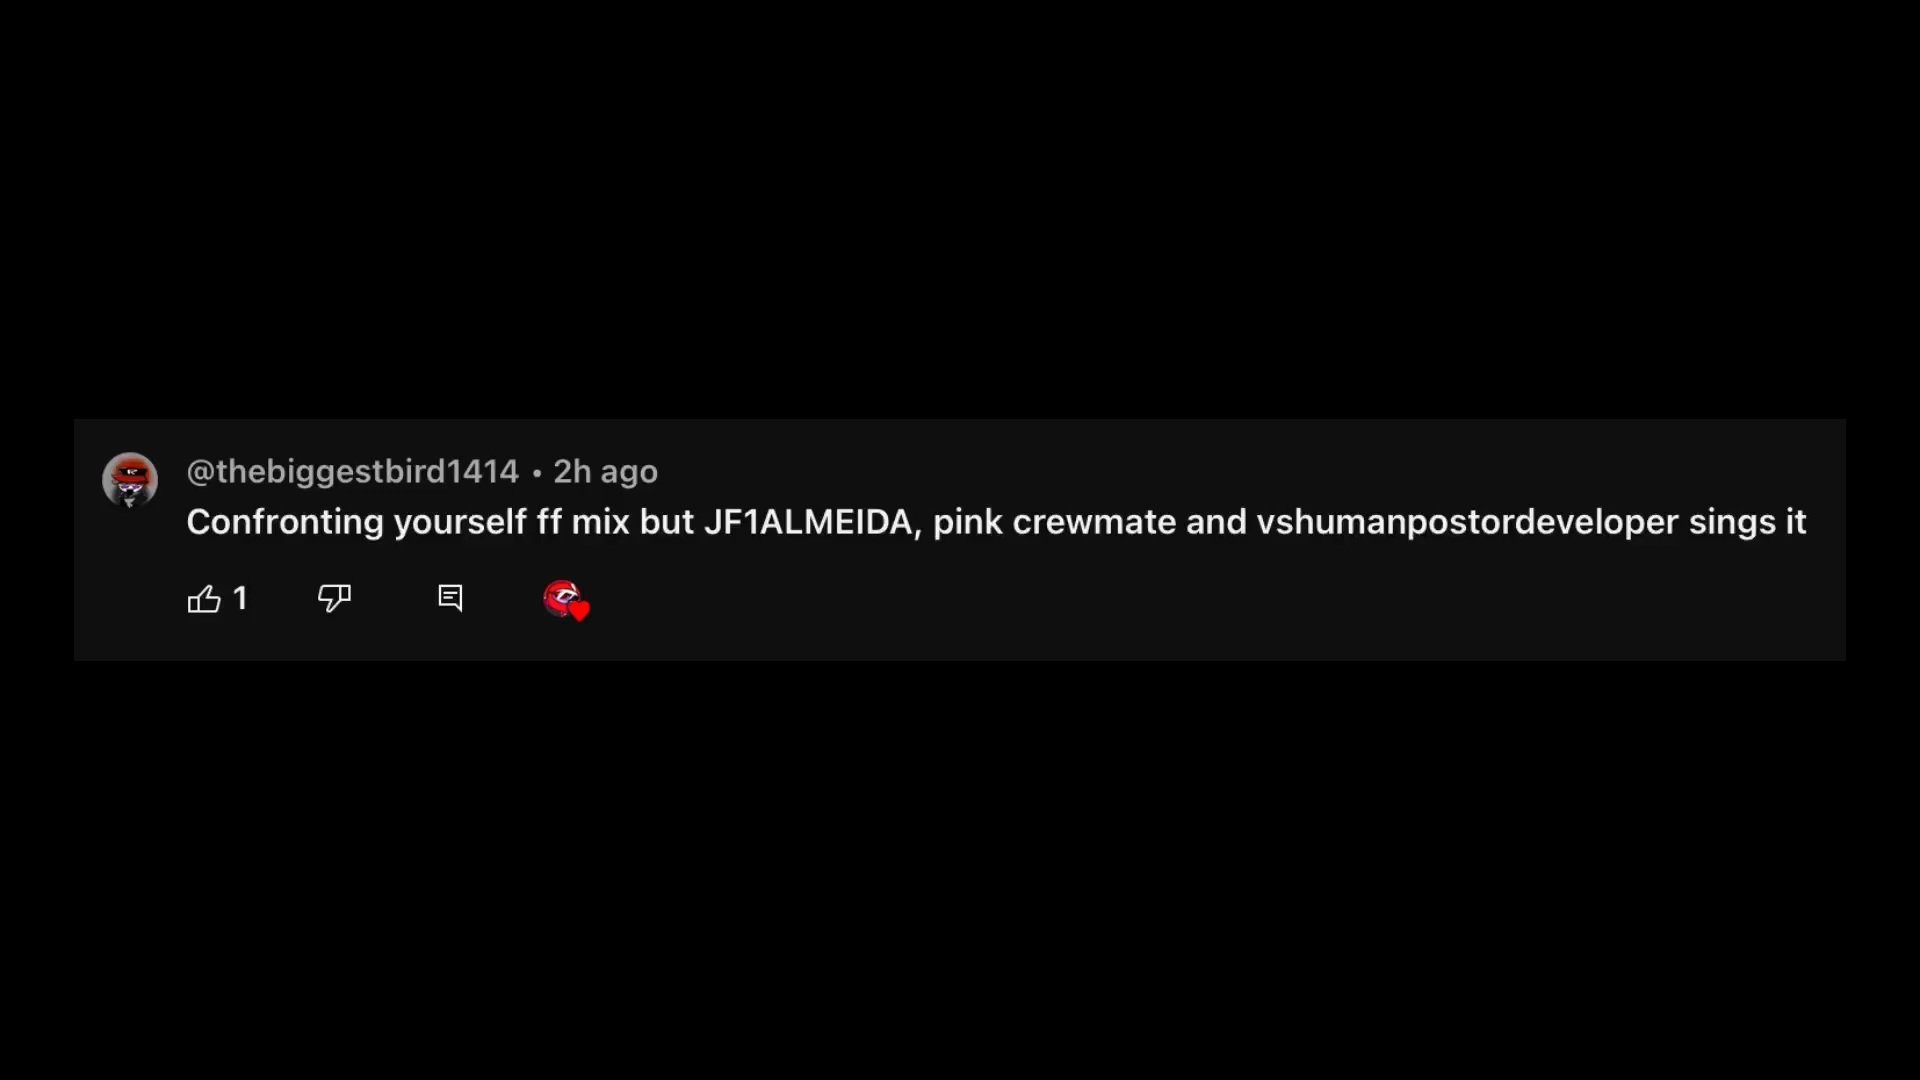 @thebiggestbird1414 • 2h ago
Confronting yourself ff mix but JF1ALMEIDA, pink crewmate and vshumanpostordeveloper sings it
1